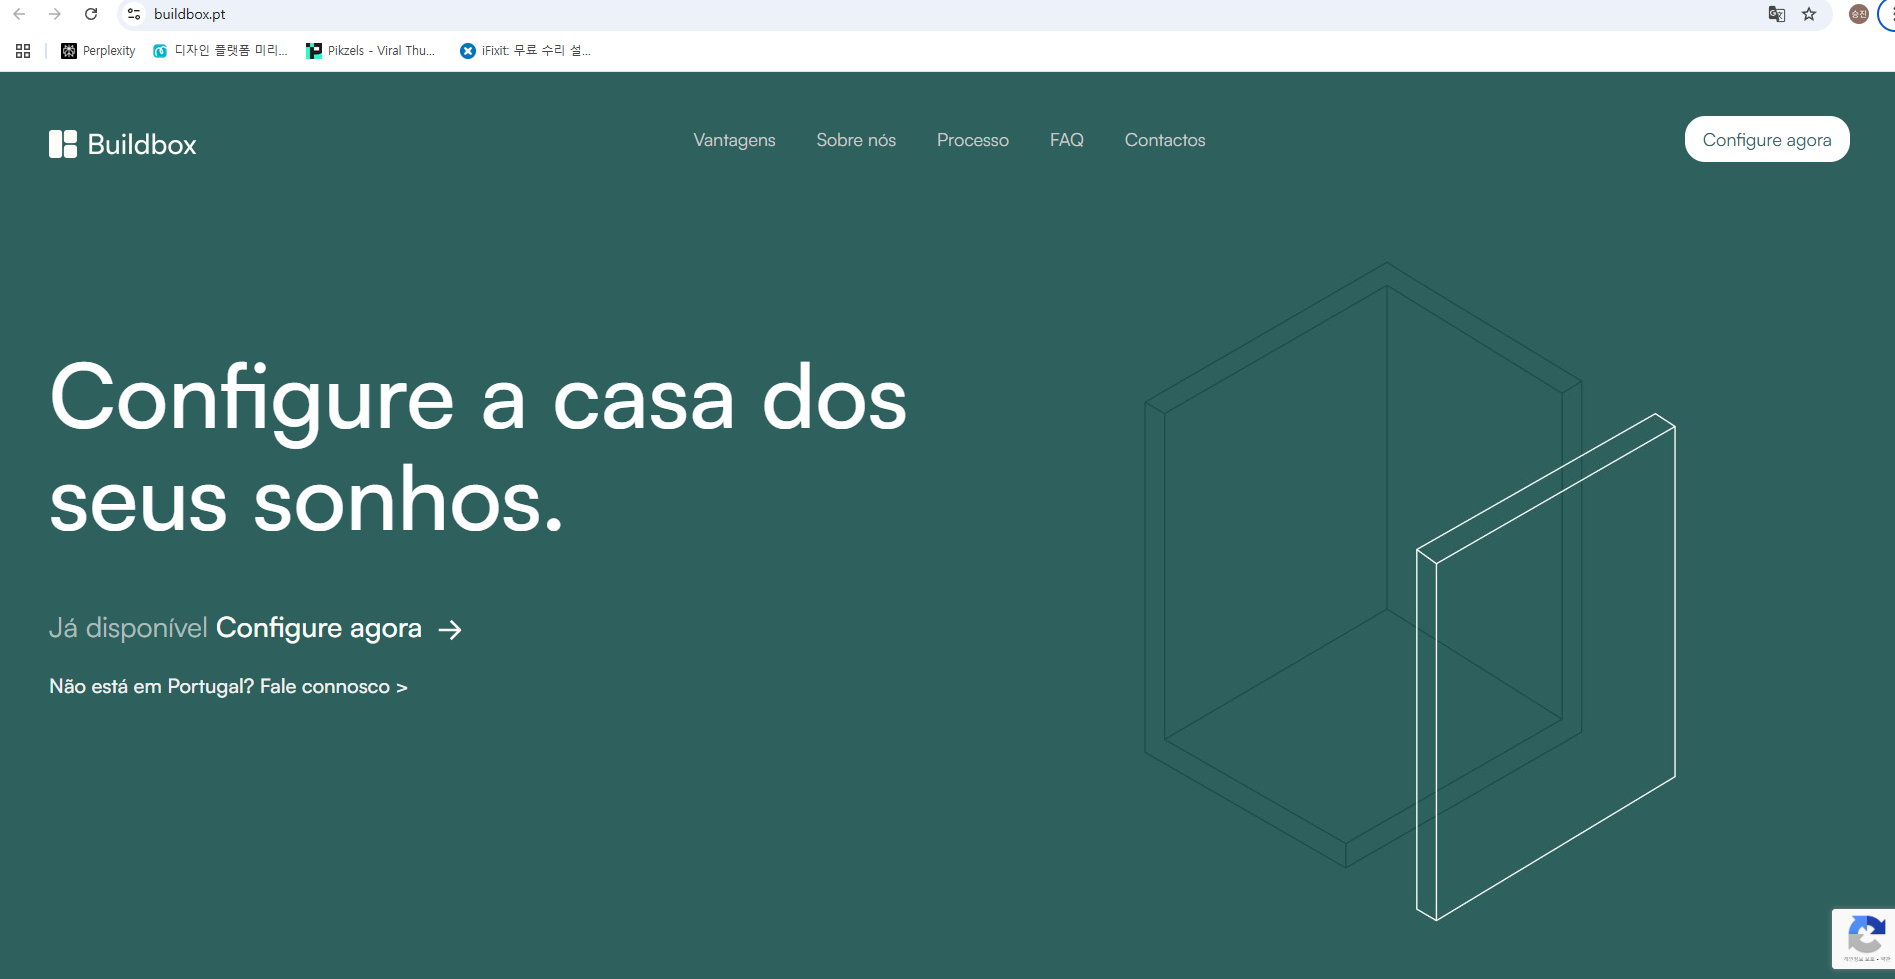 buildbox.pt
승진
Perplexity
디자인 플랫폼 미리...
Pikzels - Viral Thu...
iFixit: 무료 수리 설...
Buildbox
Vantagens
Sobre nós
Processo
FAQ
Contactos
Configure agora
Configure a casa dos
seus sonhos.
Já disponível Configure agora →
Não está em Portugal? Fale connosco >